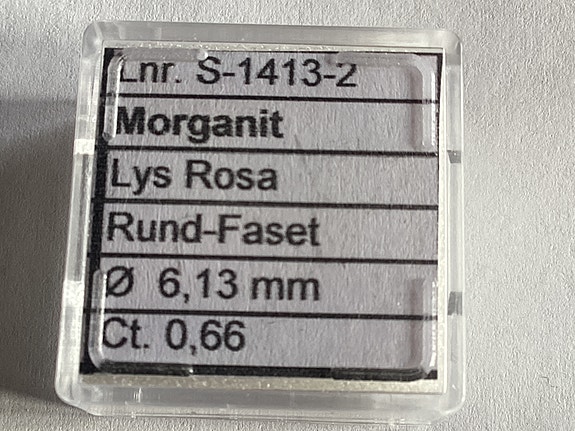 Lnr. S-1413-2
Morganit
Lys Rosa
Rund-Faset
Ø 6,13 mm
Ct. 0,66